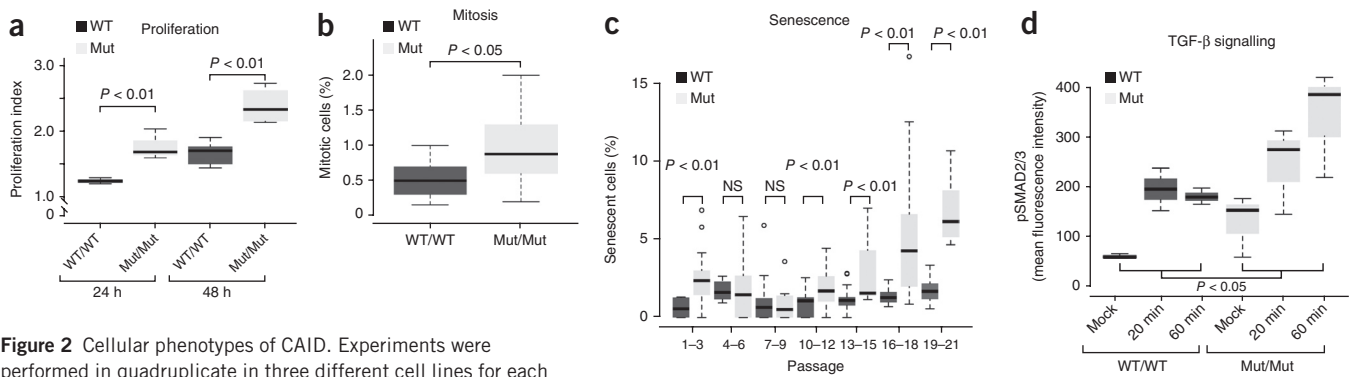 a
WT
Mut
Proliferation
Proliferation index
3.0
2.0
1.0
0
P < 0.01
P < 0.01
WT/WT
Mut/Mut
WT/WT
Mut/Mut
24 h
48 h
b
Mitosis
Mitotic cells (%)
2.0
1.5
1.0
0.5
0
P < 0.05
WT/WT
Mut/Mut
c
Senescence
WT
Mut
Senescent cells (%)
15
10
5
0
P < 0.01
NS
NS
P < 0.01
P < 0.01
P < 0.01
P < 0.01
1–3 4–6 7–9 10–12 13–15 16–18 19–21
Passage
d
TGF-β signalling
WT
Mut
pSMAD2/3
(mean fluorescence intensity)
400
300
200
100
0
P < 0.05
Mock
20 min
60 min
Mock
20 min
60 min
WT/WT
Mut/Mut
Figure 2 Cellular phenotypes of CAID. Experiments were
performed in quadruplicate in three different cell lines for each